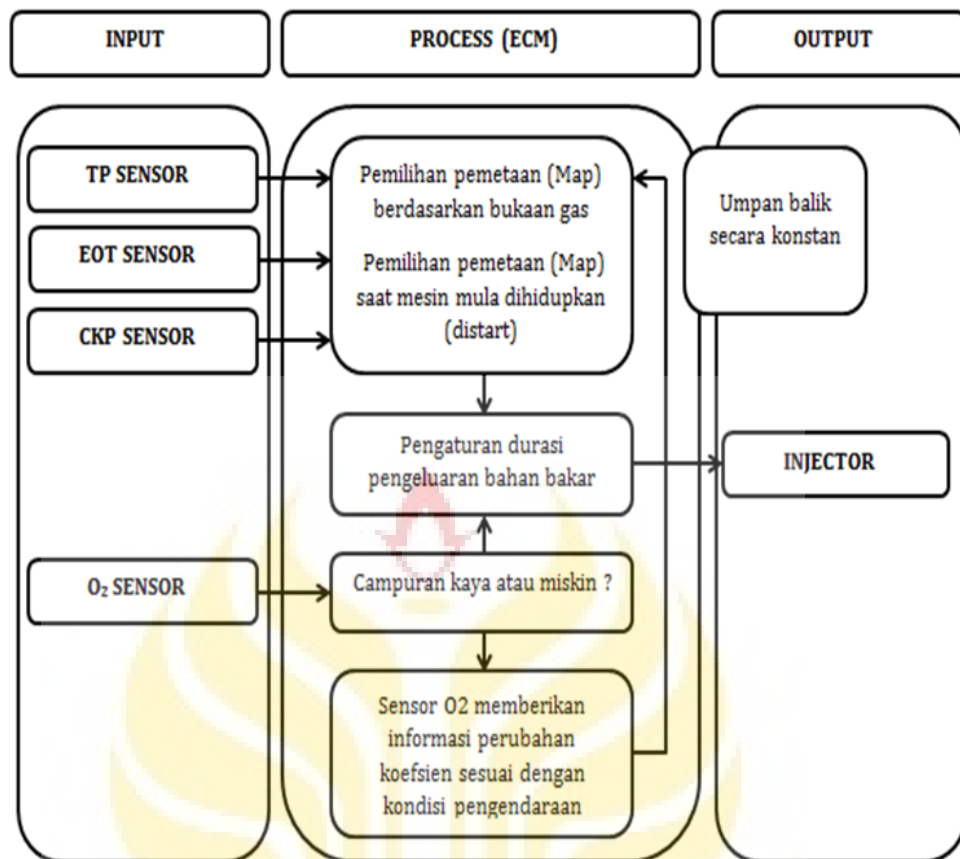 INPUT
PROCESS (ECM)
OUTPUT
TP SENSOR
EOT SENSOR
CKP SENSOR
O₂ SENSOR
Pemilihan pemetaan (Map)
berdasarkan bukaan gas
Pemilihan pemetaan (Map)
saat mesin mula dihidupkan
(distart)
Pengaturan durasi
pengeluaran bahan bakar
Campuran kaya atau miskin ?
Sensor O2 memberikan
informasi perubahan
koefsien sesuai dengan
kondisi pengendaraan
Umpan balik
secara konstan
INJECTOR